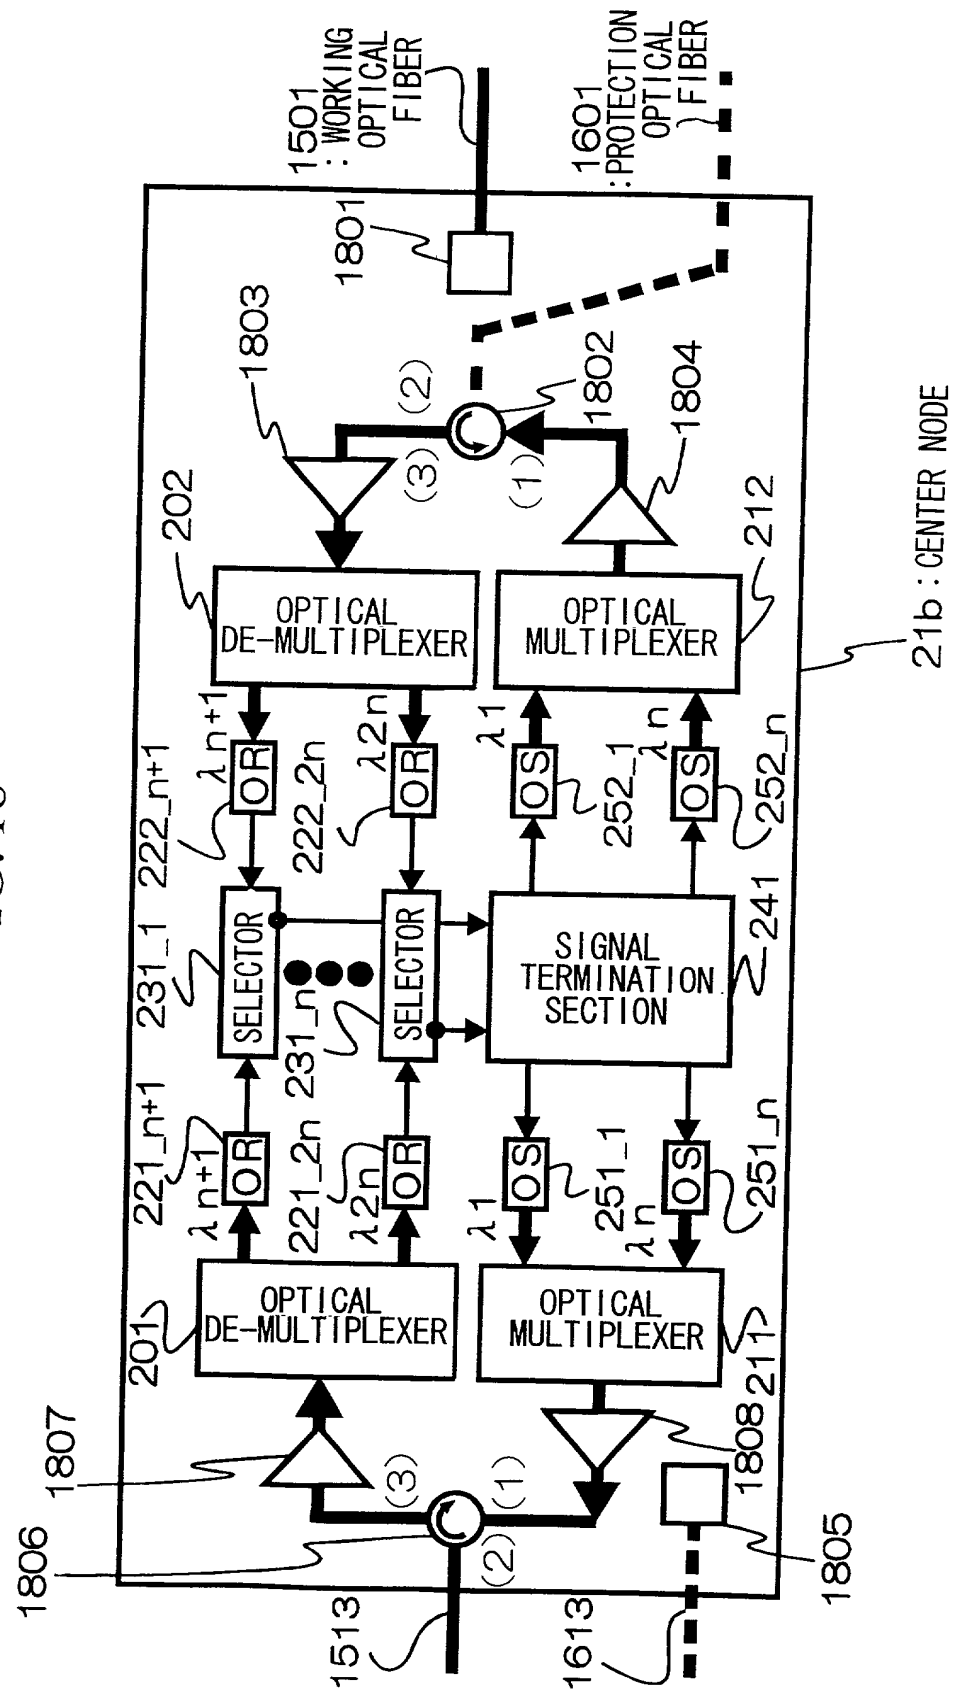 1806
1807
201
221_n+1
231_1
222_n+1
202
1803
1801
1501
: WORKING
OPTICAL
FIBER
1601
:PROTECTION
OPTICAL
FIBER
λn+1
OR
SELECTOR
OR
λn+1
OPTICAL
DE-MULTIPLEXER
221_2n
λ2n
OR
231_n
SELECTOR
222_2n
OR
λ2n
OPTICAL
DE-MULTIPLEXER
(3)
(2)
(3)
(2)
(1)
(1)
1802
1804
1513
1613
1805
1808
211
OPTICAL
MULTIPLEXER
λ1
OS
251_1
λn
OS
251_n
SIGNAL
TERMINATION
SECTION
241
OS
λ1
252_1
OS
λn
252_n
OPTICAL
MULTIPLEXER
212
21b : CENTER NODE